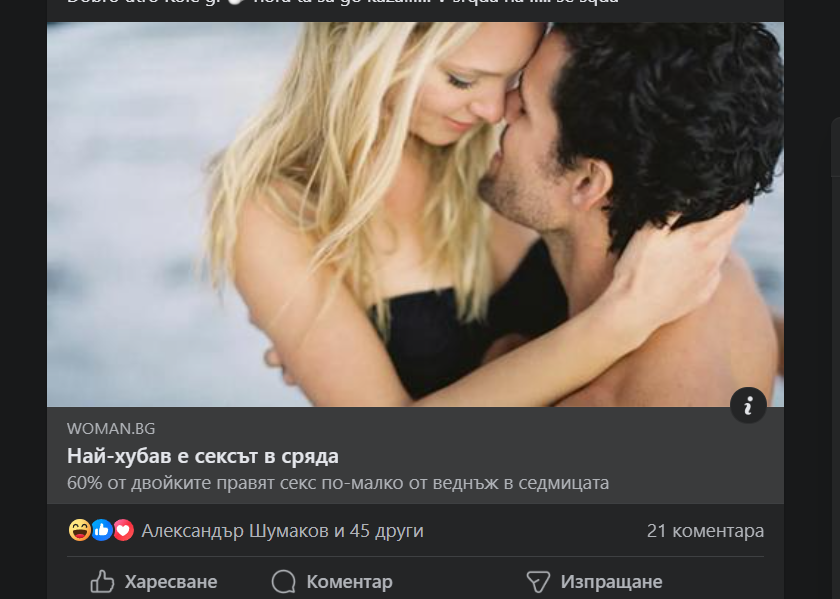 WOMAN.BG
Най-хубав е сексът в сряда
60% от двойките правят секс по-малко от веднъж в седмицата
Александър Шумаков и 45 други
21 коментара
Харесване
Коментар
Изпращане